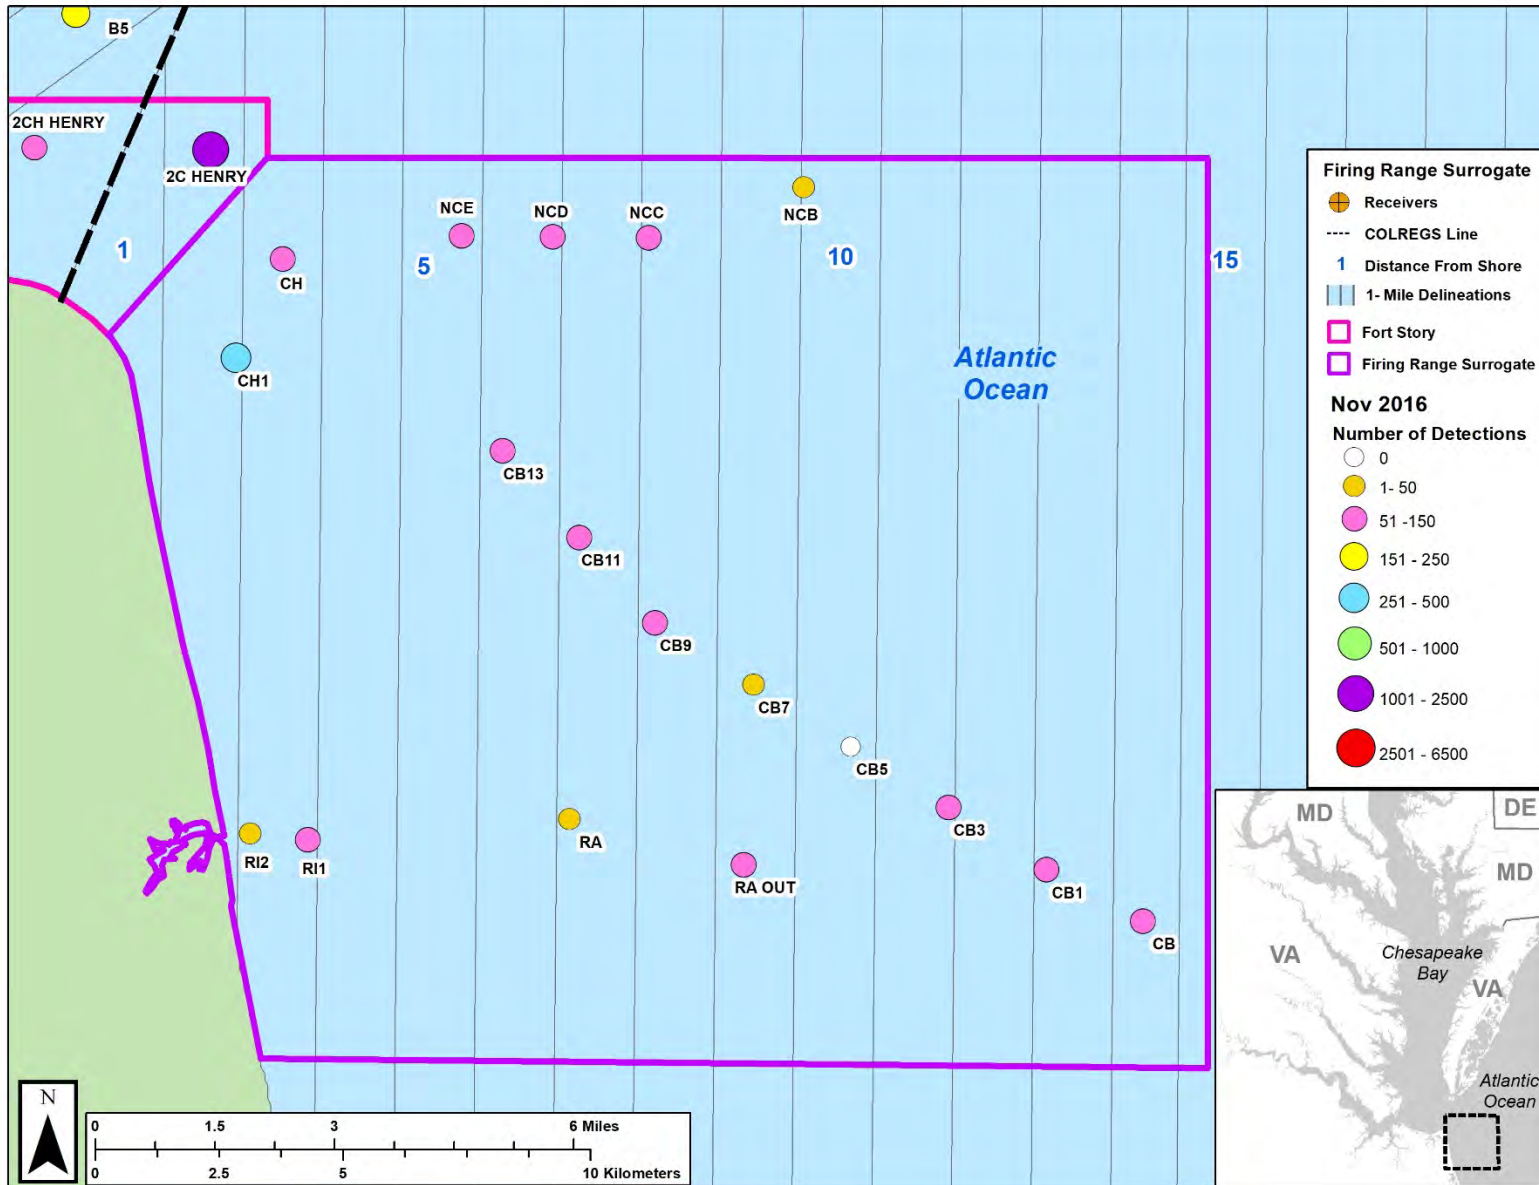 B5
2CH HENRY
2C HENRY
1
CH
NCE
NCD
NCC
NCB
5
10
15
CH1
Atlantic
Ocean
CB13
CB11
CB9
CB7
CB5
CB3
CB1
CB
RI2
RI1
RA
RA OUT
N
0 1.5 3 6 Miles
0 2.5 5 10 Kilometers
Firing Range Surrogate
Receivers
COLREGS Line
1 Distance From Shore
1- Mile Delineations
Fort Story
Firing Range Surrogate
Nov 2016
Number of Detections
0
1- 50
51 -150
151 - 250
251 - 500
501 - 1000
1001 - 2500
2501 - 6500
MD
DE
MD
VA
Chesapeake
Bay
VA
Atlantic
Ocean